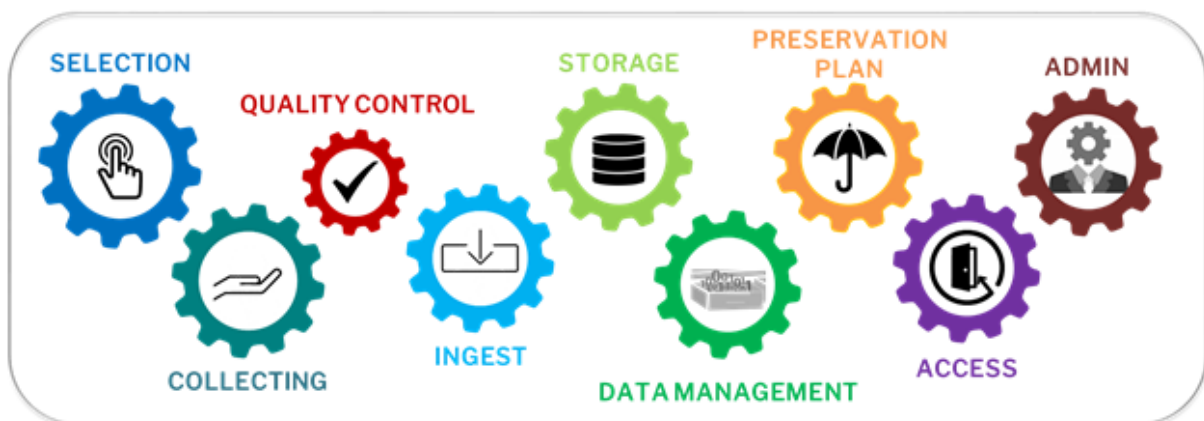 SELECTION
COLLECTING
QUALITY CONTROL
INGEST
STORAGE
DATA MANAGEMENT
PRESERVATION
PLAN
ACCESS
ADMIN